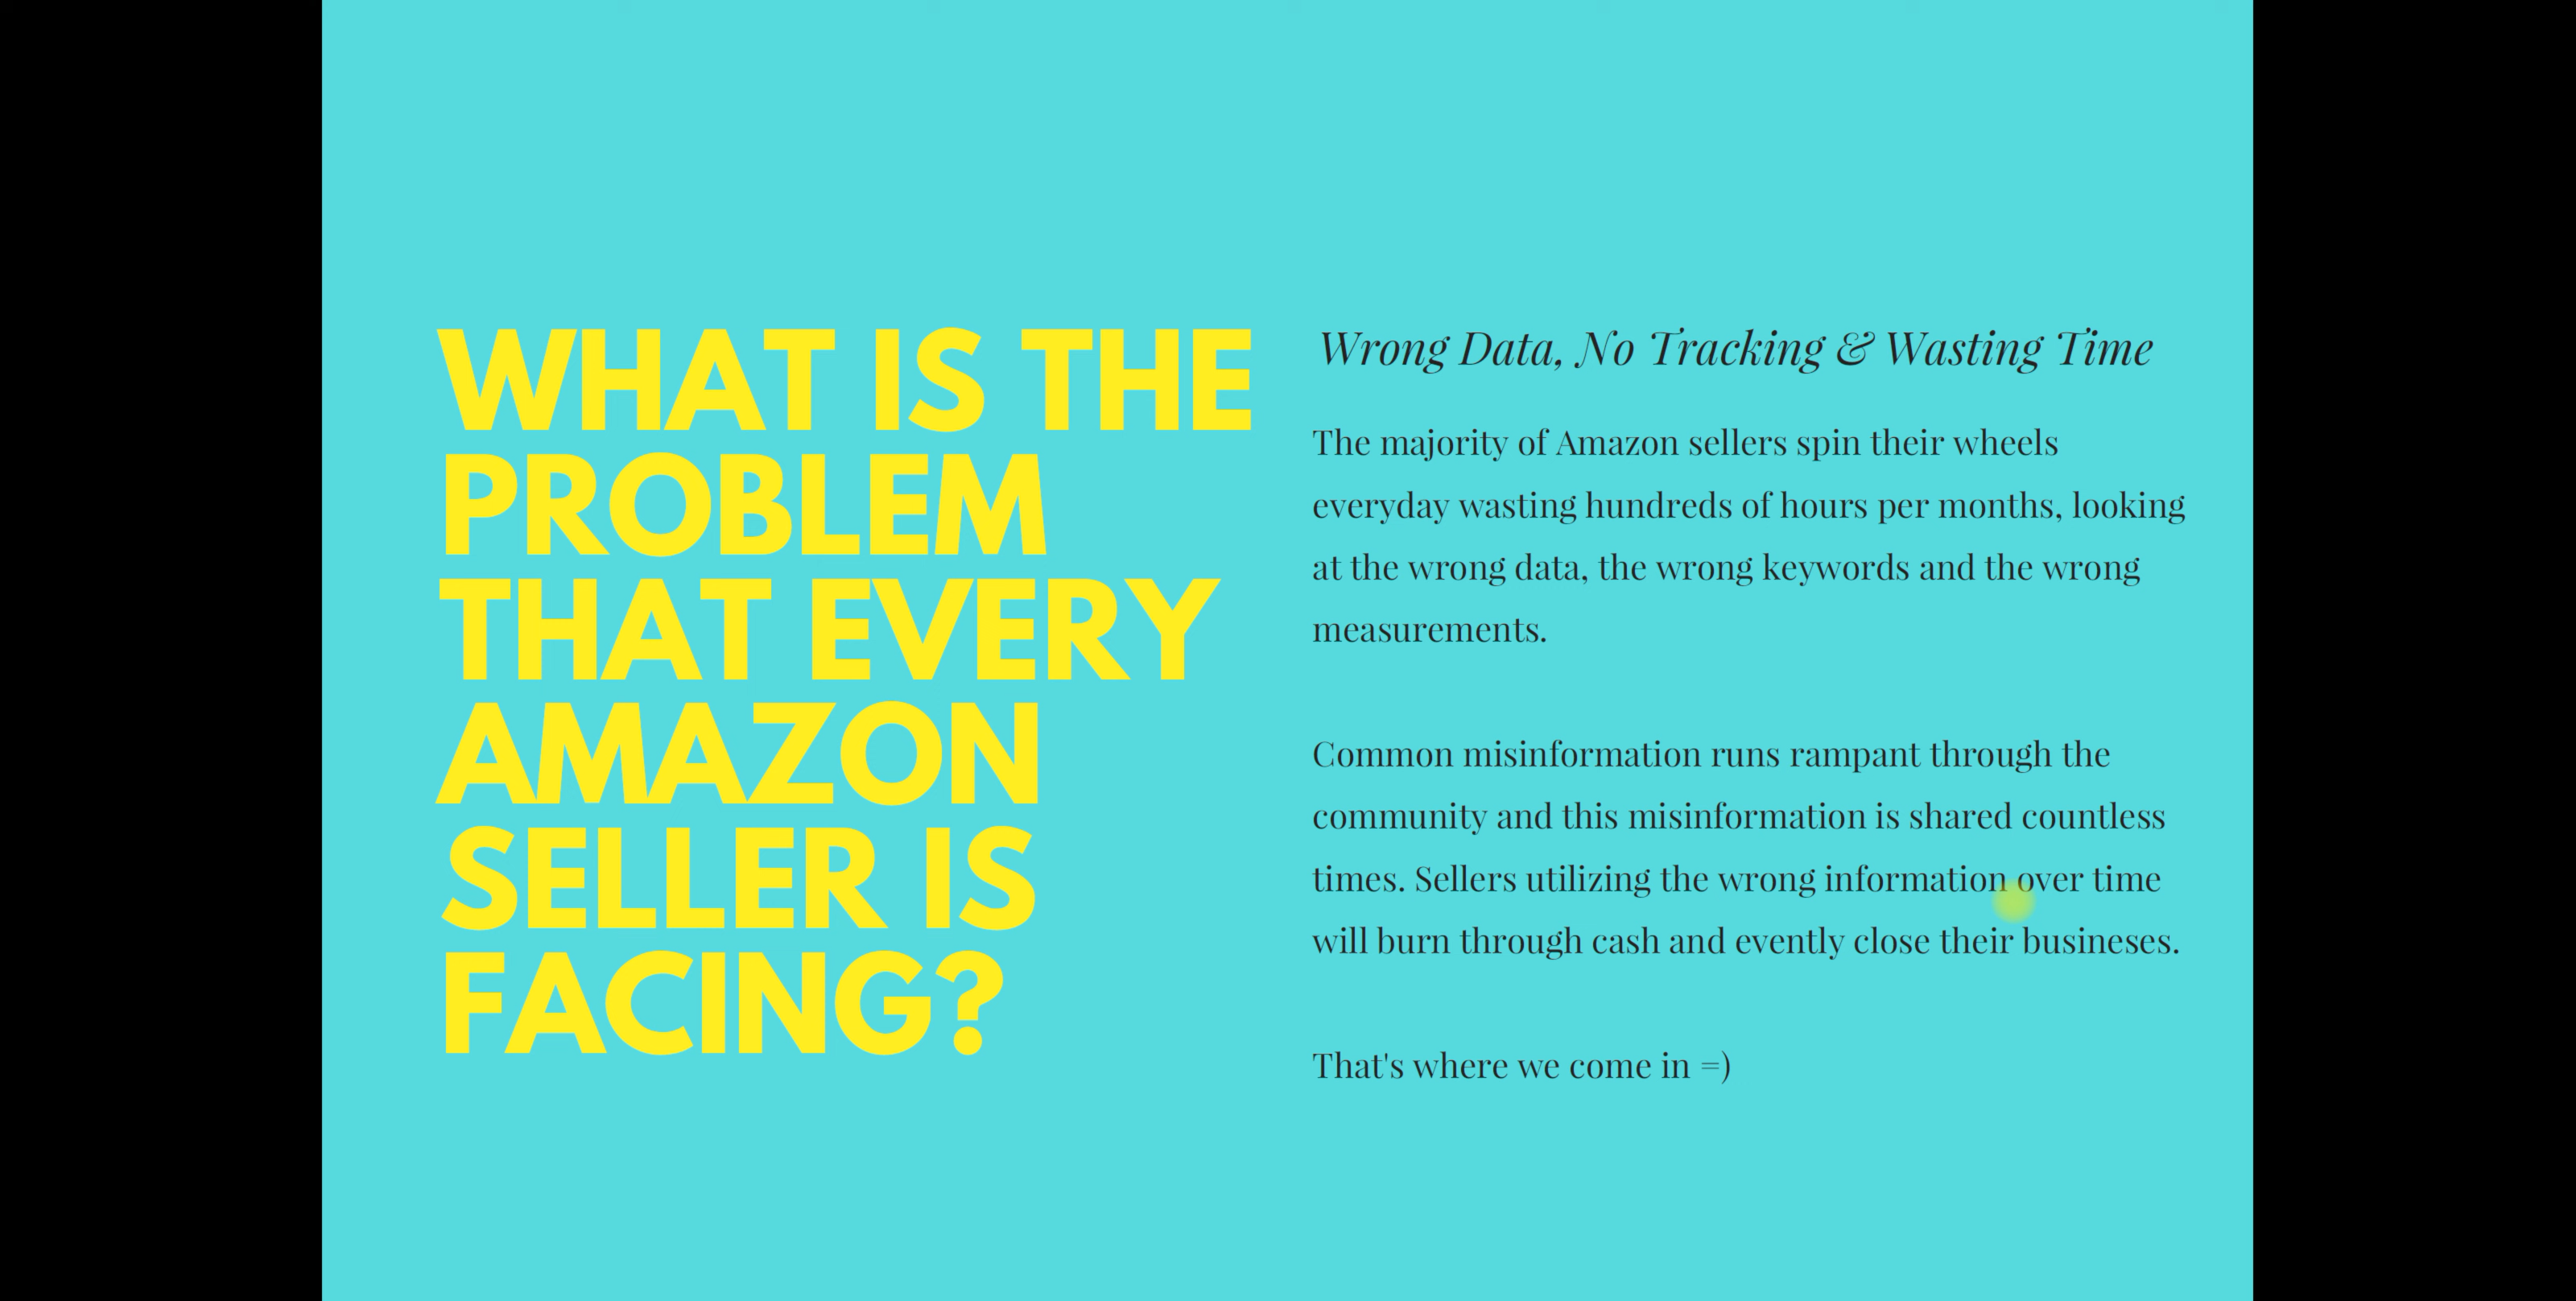 WHAT IS THE
PROBLEM
THAT EVERY
AMAZON
SELLER IS
FACING?
Wrong Data, No Tracking & Wasting Time
The majority of Amazon sellers spin their wheels
everyday wasting hundreds of hours per months, looking
at the wrong data, the wrong keywords and the wrong
measurements.
Common misinformation runs rampant through the
community and this misinformation is shared countless
times. Sellers utilizing the wrong information over time
will burn through cash and evently close their busineses.
That's where we come in =)